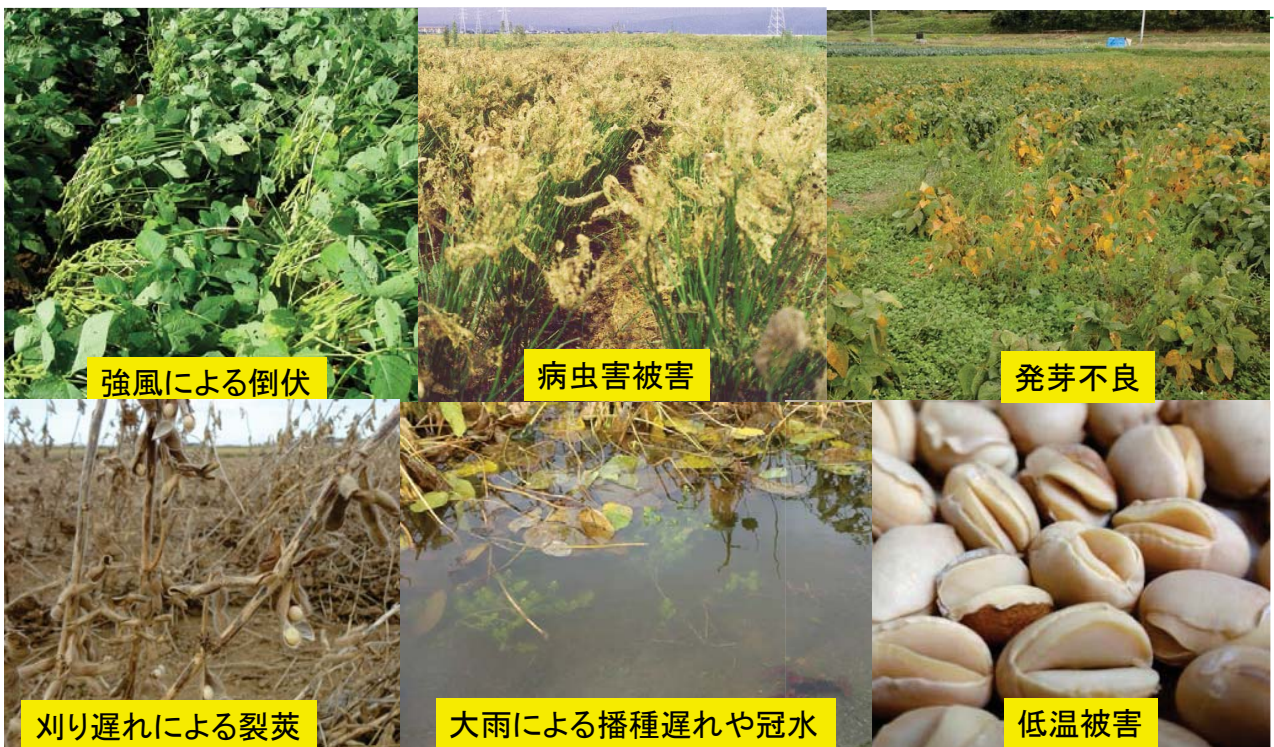 強風による倒伏
病虫害被害
発芽不良
刈り遅れによる裂莢
大雨による播種遅れや冠水
低温被害